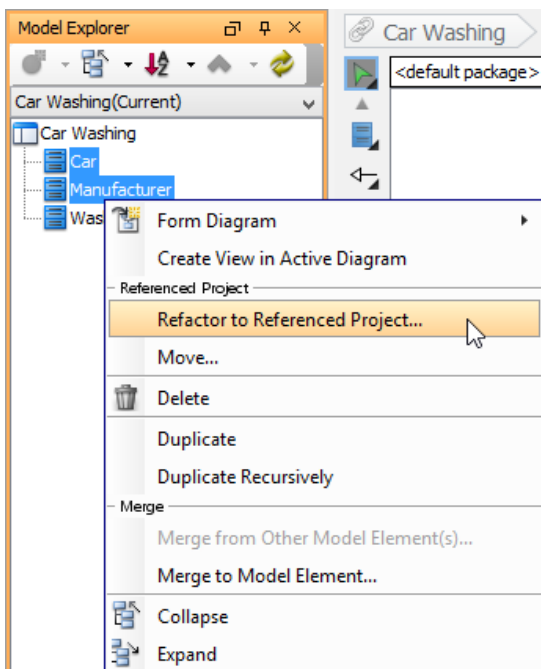 Model Explorer
Car Washing
<default package>
Car Washing(Current)
Car Washing
Car
Manufacturer
Was
Form Diagram
Create View in Active Diagram
Referenced Project
Refactor to Referenced Project...
Move...
Delete
Duplicate
Duplicate Recursively
Merge
Merge from Other Model Element(s)...
Merge to Model Element...
Collapse
Expand